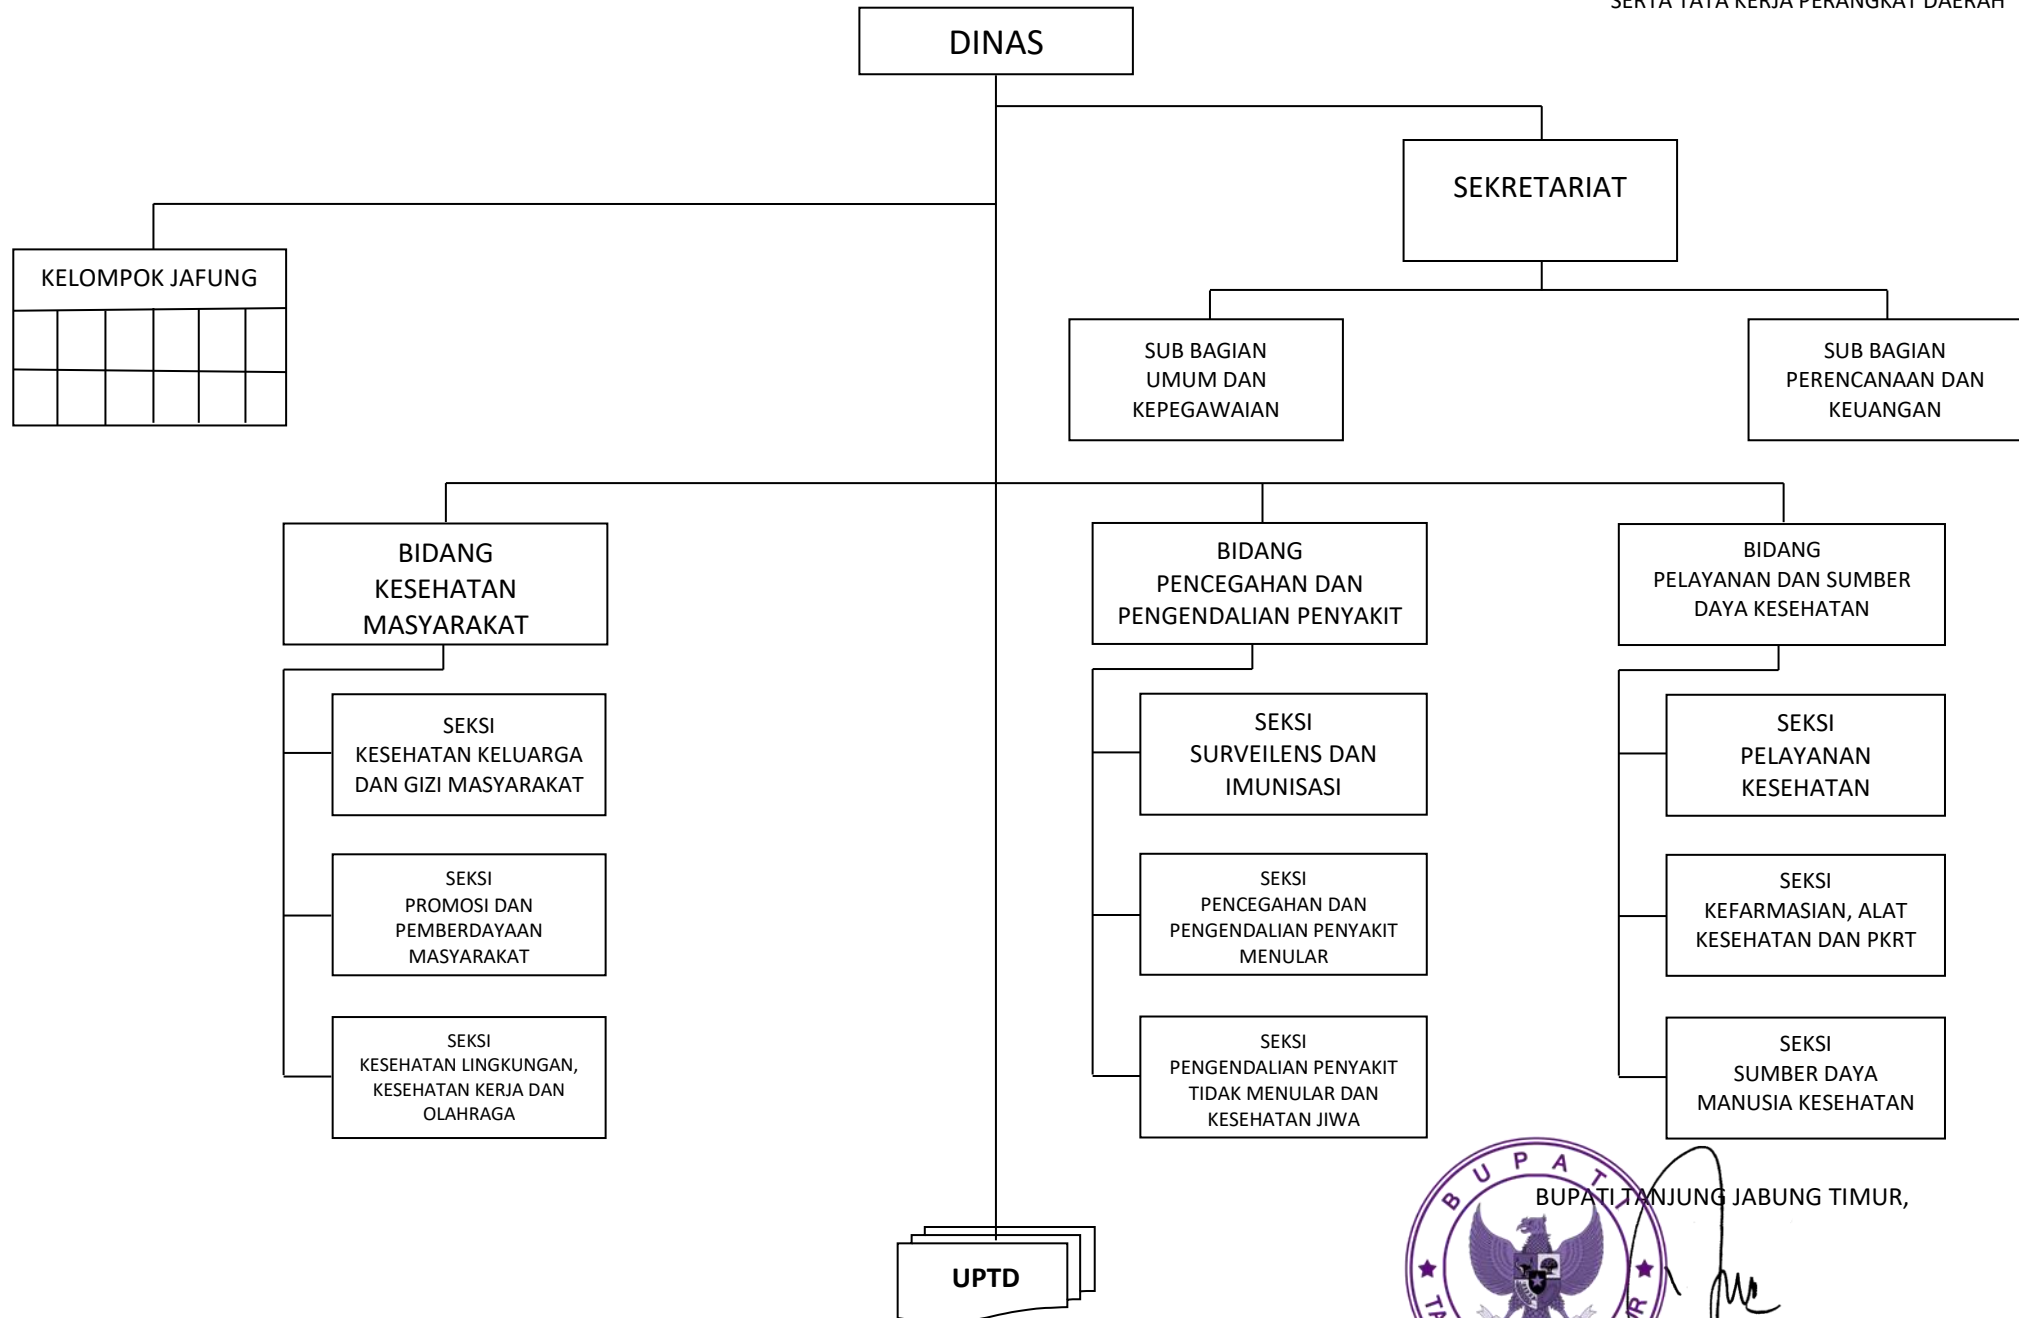 SERTA TATA KERJA PERANGKAT DAERAH
DINAS
SEKRETARIAT
KELOMPOK JAFUNG
SUB BAGIAN
UMUM DAN
KEPEGAWAIAN
SUB BAGIAN
PERENCANAAN DAN
KEUANGAN
BIDANG
KESEHATAN
MASYARAKAT
BIDANG
PENCEGAHAN DAN
PENGENDALIAN PENYAKIT
BIDANG
PELAYANAN DAN SUMBER
DAYA KESEHATAN
SEKSI
KESEHATAN KELUARGA
DAN GIZI MASYARAKAT
SEKSI
SURVEILENS DAN
IMUNISASI
SEKSI
PELAYANAN
KESEHATAN
SEKSI
PROMOSI DAN
PEMBERDAYAAN
MASYARAKAT
SEKSI
PENCEGAHAN DAN
PENGENDALIAN PENYAKIT
MENULAR
SEKSI
KEFARMASIAN, ALAT
KESEHATAN DAN PKRT
SEKSI
KESEHATAN LINGKUNGAN,
KESEHATAN KERJA DAN
OLAHRAGA
SEKSI
PENGENDALIAN PENYAKIT
TIDAK MENULAR DAN
KESEHATAN JIWA
SEKSI
SUMBER DAYA
MANUSIA KESEHATAN
BUPATI TANJUNG JABUNG TIMUR,
BUPATI
UPTD